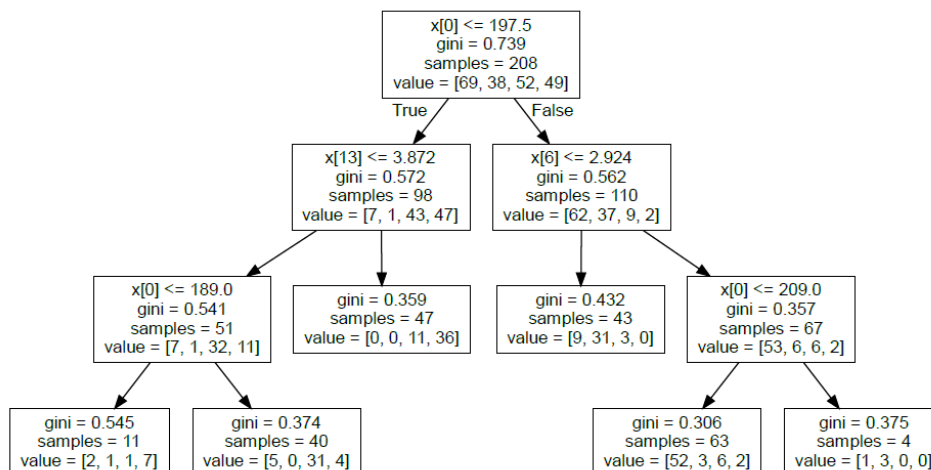 x[0] <= 197.5
gini = 0.739
samples = 208
value = [69, 38, 52, 49]
True
False
x[13] <= 3.872
gini = 0.572
samples = 98
value = [7, 1, 43, 47]
x[6] <= 2.924
gini = 0.562
samples = 110
value = [62, 37, 9, 2]
x[0] <= 189.0
gini = 0.541
samples = 51
value = [7, 1, 32, 11]
gini = 0.359
samples = 47
value = [0, 0, 11, 36]
gini = 0.432
samples = 43
value = [9, 31, 3, 0]
x[0] <= 209.0
gini = 0.357
samples = 67
value = [53, 6, 6, 2]
gini = 0.545
samples = 11
value = [2, 1, 1, 7]
gini = 0.374
samples = 40
value = [5, 0, 31, 4]
gini = 0.306
samples = 63
value = [52, 3, 6, 2]
gini = 0.375
samples = 4
value = [1, 3, 0, 0]